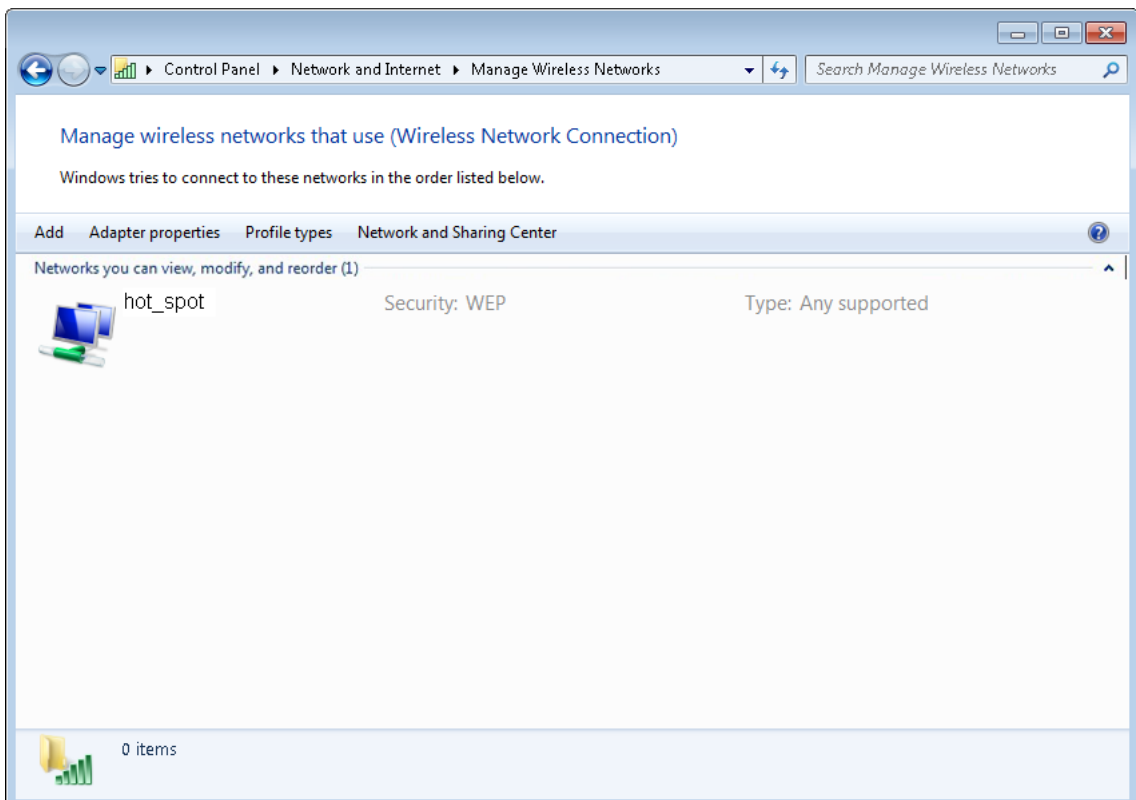 Control Panel Network and Internet Manage Wireless Networks Search Manage Wireless Networks
Manage wireless networks that use (Wireless Network Connection)
Windows tries to connect to these networks in the order listed below.
Add Adapter properties Profile types Network and Sharing Center ?
Networks you can view, modify, and reorder (1)
hot_spot Security: WEP Type: Any supported
0 items